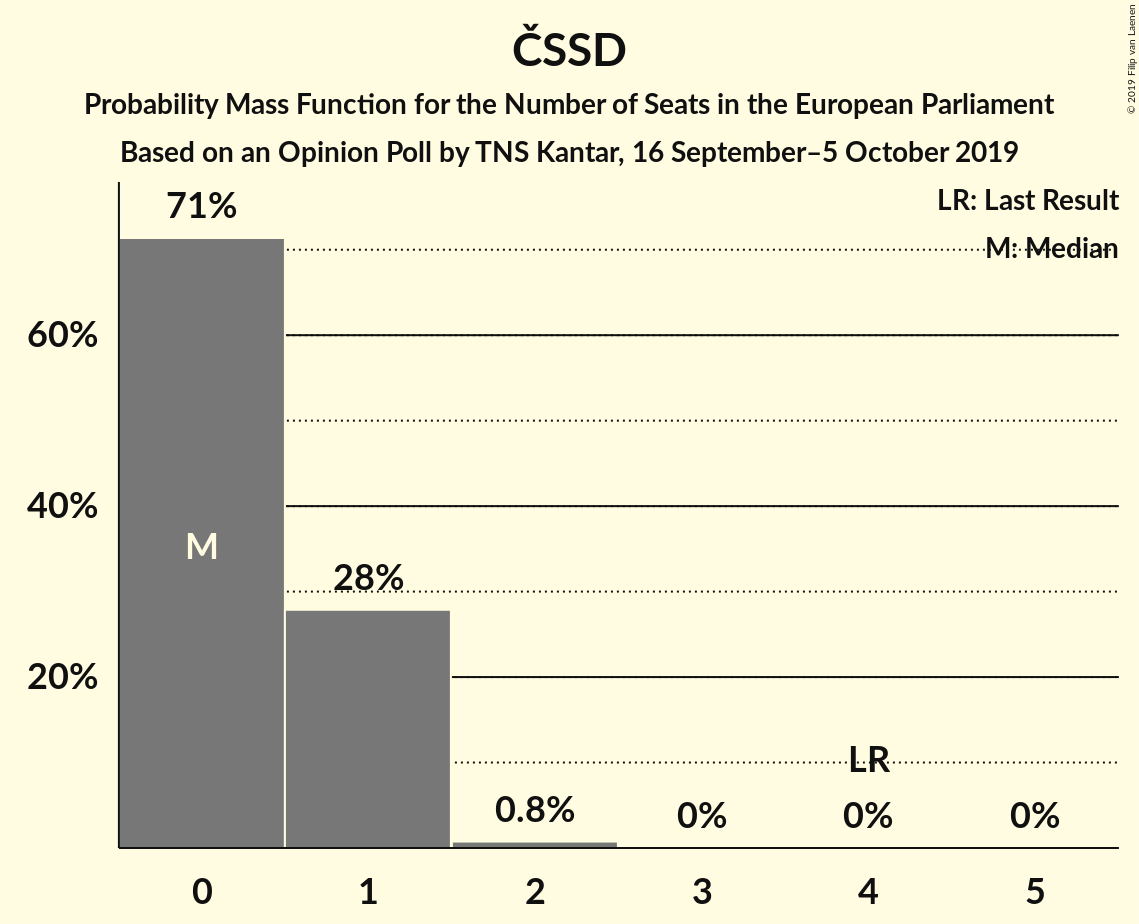 ČSSD
Probability Mass Function for the Number of Seats in the European Parliament
Based on an Opinion Poll by TNS Kantar, 16 September–5 October 2019
© 2019 Filip van Laenen
LR: Last Result
M: Median
71%
60%
40%
M
28%
20%
LR
0.8%
0%
0%
0%
0
1
2
3
4
5